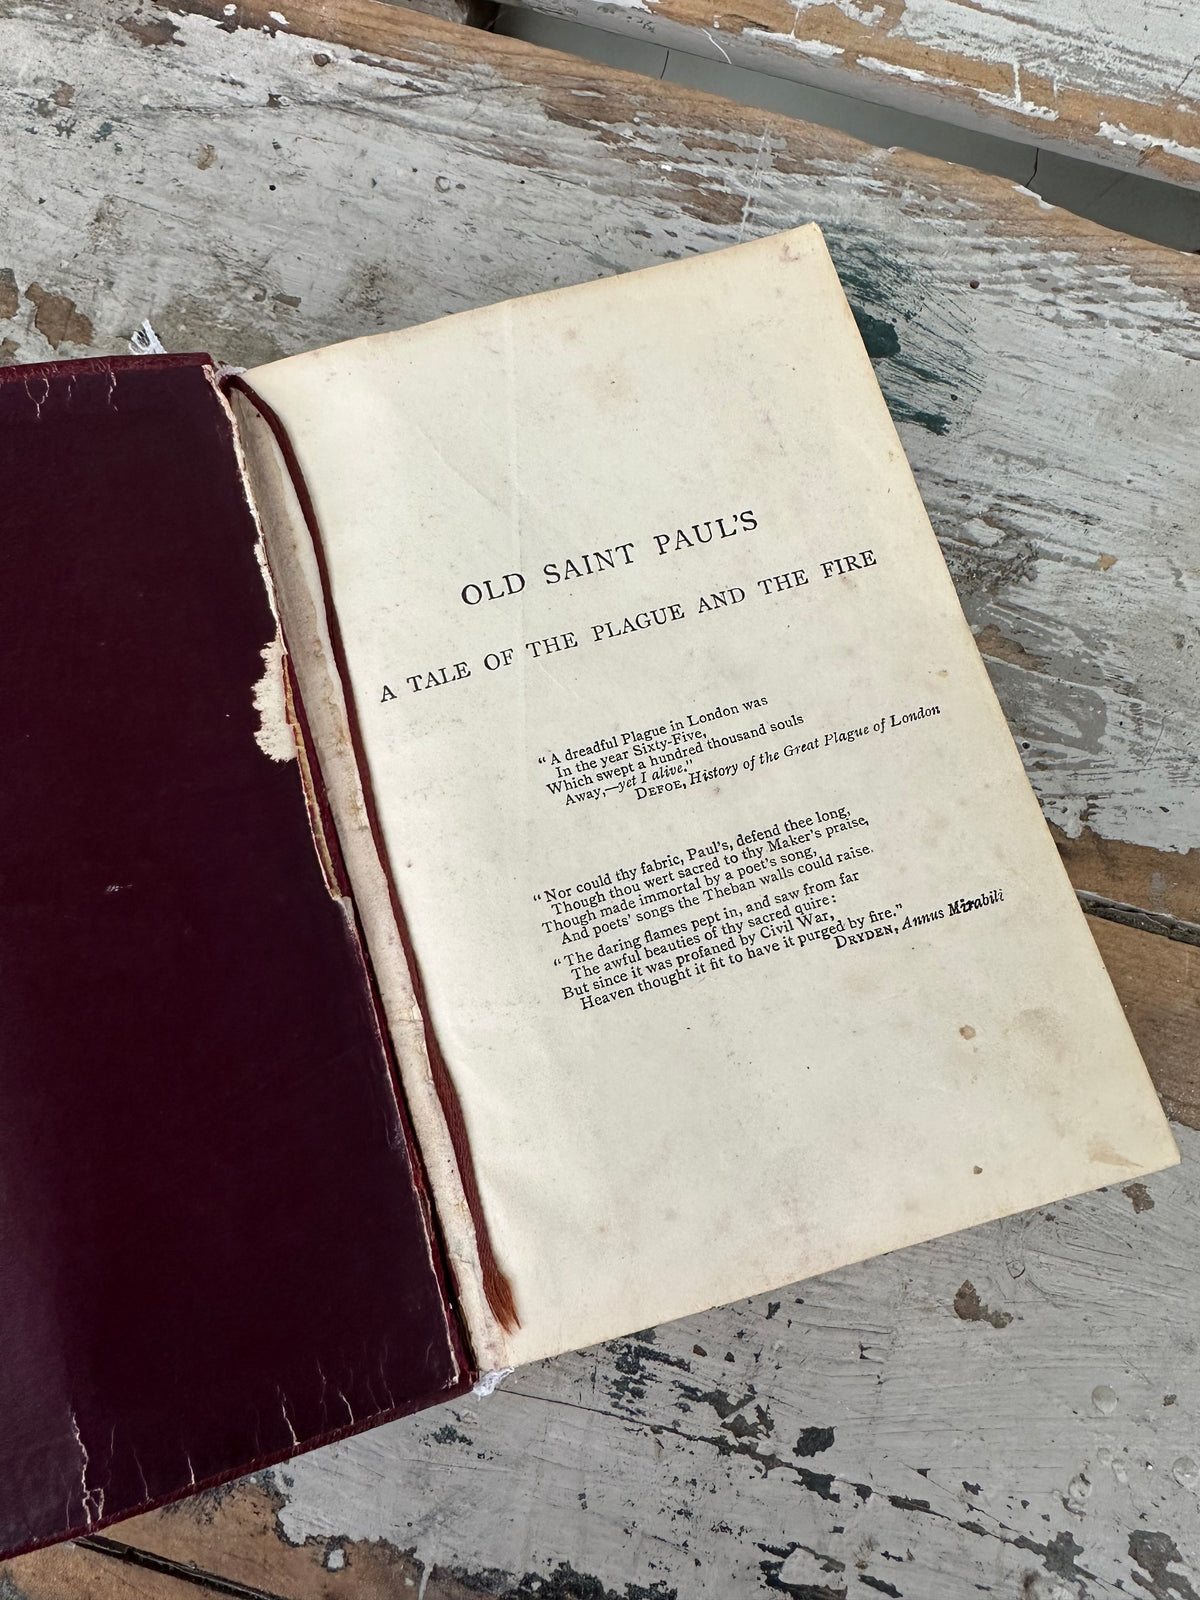 OLD SAINT PAUL'S
A TALE OF THE PLAGUE AND THE FIRE
“A dreadful Plague in London was
In the year Sixty-Five,
Which swept a hundred thousand souls
Away,—yet I alive.”
DEFOE, History of the Great Plague of London
“Nor could thy fabric, Paul's, defend thee long,
Though thou wert sacred to thy Maker's praise,
Though made immortal by a poet's song,
And poets' songs the Theban walls could raise.
“The daring flames pept in, and saw from far
The awful beauties of thy sacred quire:
But since it was profaned by Civil War,
Heaven thought it fit to have it purged by fire.”
DRYDEN, Annus Mirabili